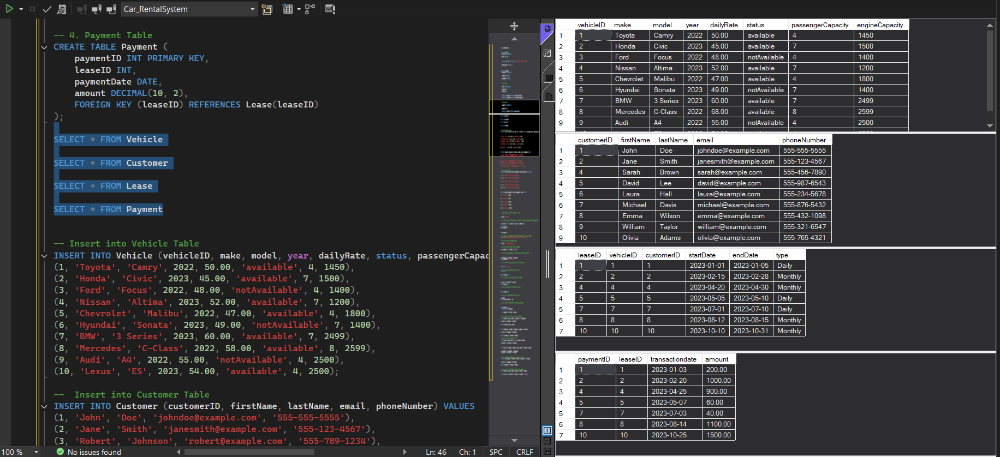 Car_RentalSystem
-- 4. Payment Table
CREATE TABLE Payment (
paymentID INT PRIMARY KEY,
leaseID INT,
paymentDate DATE,
amount DECIMAL(10, 2),
FOREIGN KEY (leaseID) REFERENCES Lease(leaseID)
);
SELECT * FROM Vehicle
SELECT * FROM Customer
SELECT * FROM Lease
SELECT * FROM Payment
-- Insert into Vehicle Table
INSERT INTO Vehicle (vehicleID, make, model, year, dailyRate, status, passengerCapac
(1, 'Toyota', 'Camry', 2022, 50.00, 'available', 4, 1450),
(2, 'Honda', 'Civic', 2023, 45.00, 'available', 7, 1500),
(3, 'Ford', 'Focus', 2022, 48.00, 'notAvailable', 4, 1400),
(4, 'Nissan', 'Altima', 2023, 52.00, 'available', 7, 1200),
(5, 'Chevrolet', 'Malibu', 2022, 47.00, 'available', 4, 1800),
(6, 'Hyundai', 'Sonata', 2023, 49.00, 'notAvailable', 7, 1400),
(7, 'BMW', '3 Series', 2023, 60.00, 'available', 7, 2499),
(8, 'Mercedes', 'C-Class', 2022, 58.00, 'available', 8, 2599),
(9, 'Audi', 'A4', 2022, 55.00, 'notAvailable', 4, 2500),
(10, 'Lexus', 'ES', 2023, 54.00, 'available', 4, 2500);
--  Insert into Customer Table
INSERT INTO Customer (customerID, firstName, lastName, email, phoneNumber) VALUES
(1, 'John', 'Doe', 'johndoe@example.com', '555-555-5555'),
(2, 'Jane', 'Smith', 'janesmith@example.com', '555-123-4567'),
(3, 'Robert', 'Johnson', 'robert@example.com', '555-789-1234'),
100 % No issues found Ln: 46 Ch: 1 SPC CRLF
vehicleID make model year dailyRate status passengerCapacity engineCapacity
1 1 Toyota Camry 2022 50.00 available 4 1450
2 2 Honda Civic 2023 45.00 available 7 1500
3 3 Ford Focus 2022 48.00 notAvailable 4 1400
4 4 Nissan Altima 2023 52.00 available 7 1200
5 5 Chevrolet Malibu 2022 47.00 available 4 1800
6 6 Hyundai Sonata 2023 49.00 notAvailable 7 1400
7 7 BMW 3 Series 2023 60.00 available 7 2499
8 8 Mercedes C-Class 2022 68.00 available 8 2599
9 9 Audi A4 2022 55.00 notAvailable 4 2500
customerID firstName lastName email phoneNumber
1 1 John Doe johndoe@example.com 555-555-5555
2 2 Jane Smith janesmith@example.com 555-123-4567
3 4 Sarah Brown sarah@example.com 555-456-7890
4 5 David Lee david@example.com 555-987-6543
5 6 Laura Hall laura@example.com 555-234-5678
6 7 Michael Davis michael@example.com 555-876-5432
7 8 Emma Wilson emma@example.com 555-432-1098
8 9 William Taylor william@example.com 555-321-6547
9 10 Olivia Adams olivia@example.com 555-765-4321
leaseID vehicleID customerID startDate endDate type
1 1 1 1 2023-01-01 2023-01-05 Daily
2 2 2 2 2023-02-15 2023-02-28 Monthly
3 4 4 4 2023-04-20 2023-04-30 Monthly
4 5 5 5 2023-05-05 2023-05-10 Daily
5 7 7 7 2023-07-01 2023-07-10 Daily
6 8 8 8 2023-08-12 2023-08-15 Monthly
7 10 10 10 2023-10-10 2023-10-31 Monthly
paymentID leaseID transactiondate amount
1 1 1 2023-01-03 200.00
2 2 2 2023-02-20 1000.00
3 4 4 2023-04-25 900.00
4 5 5 2023-05-07 60.00
5 7 7 2023-07-03 40.00
6 8 8 2023-08-14 1100.00
7 10 10 2023-10-25 1500.00